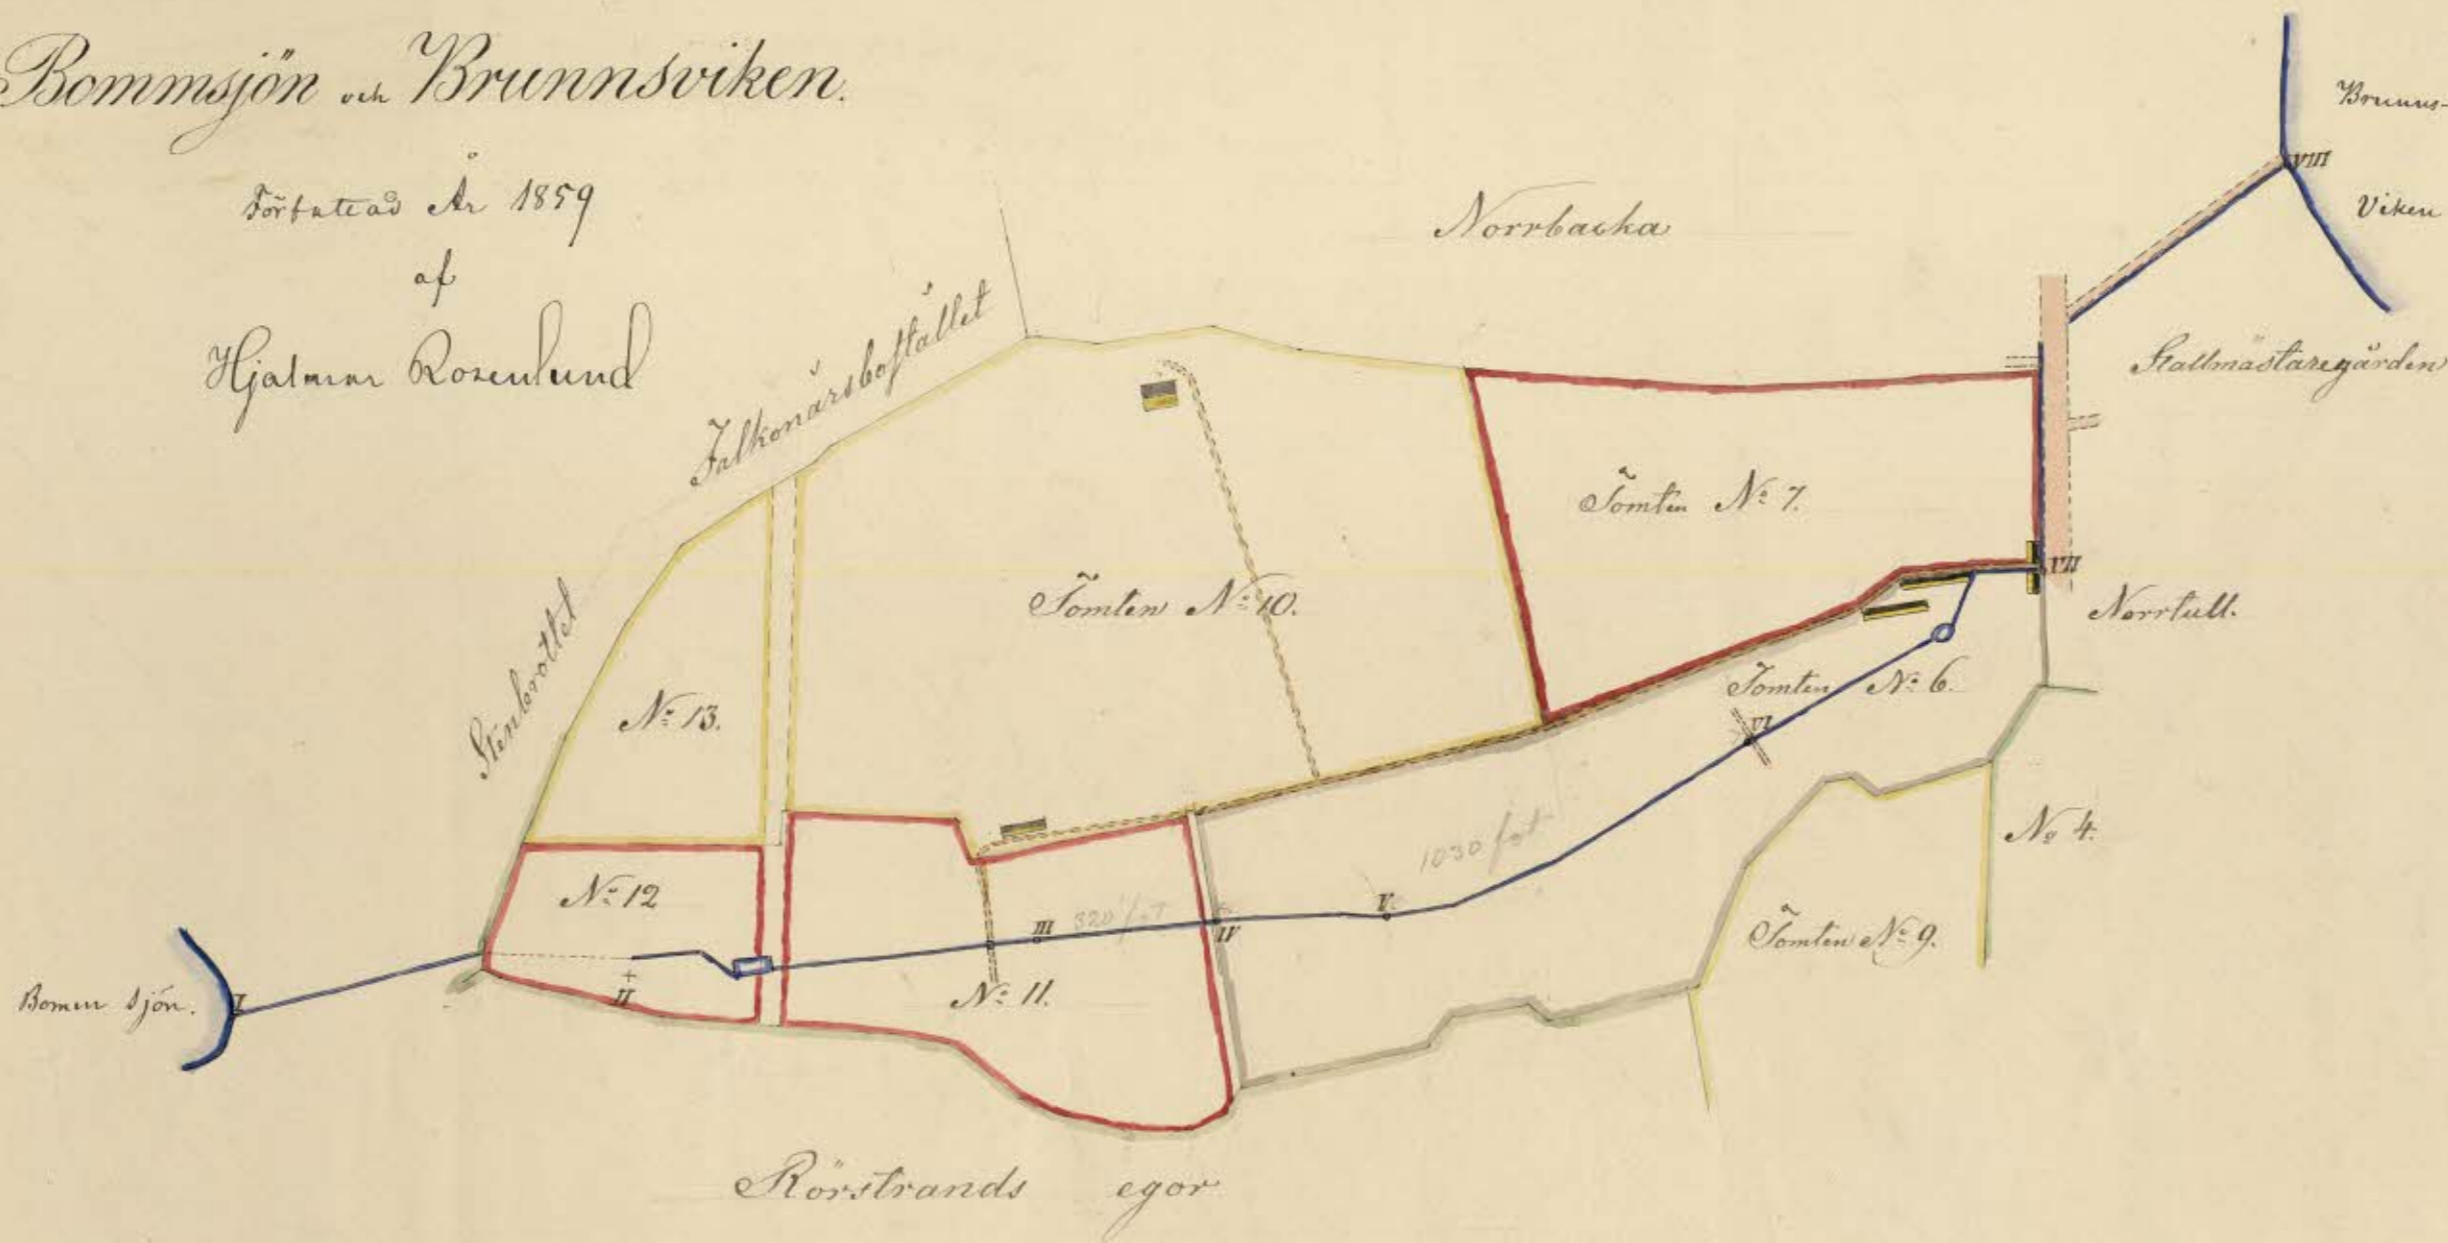 Bommsjön och Brunnsviken.
År 1859
af
Hjalmar Rosenlund
Norrbacka
Brunns-
VIII
Viken
Stallmästaregården
Falkonärsbostället
Stenbrottet
Tomten No 7.
Tomten No 10.
VII
Norrtull.
Tomten No 6.
VI
No 13.
No 4.
1030 fot
No 12
V.
III
320 fot
IV
Tomten No 9.
Bomm sjön.
I
II
No 11.
Rörstrands egor